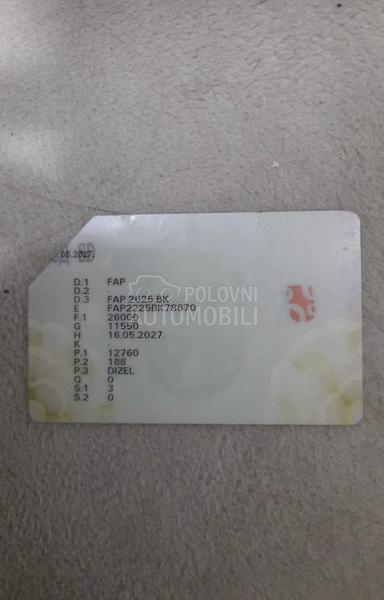 .05.2027.
D.1 FAP
D.2 .
D.3 FAP 2625 BK
E FAP2225BK78670
F.1 26000
G 11550
H 16.05.2027.
K .
P.1 12760
P.2 188
P.3 DIZEL
Q 0
S.1 3
S.2 0
POLOVNI
AUTOMOBILI